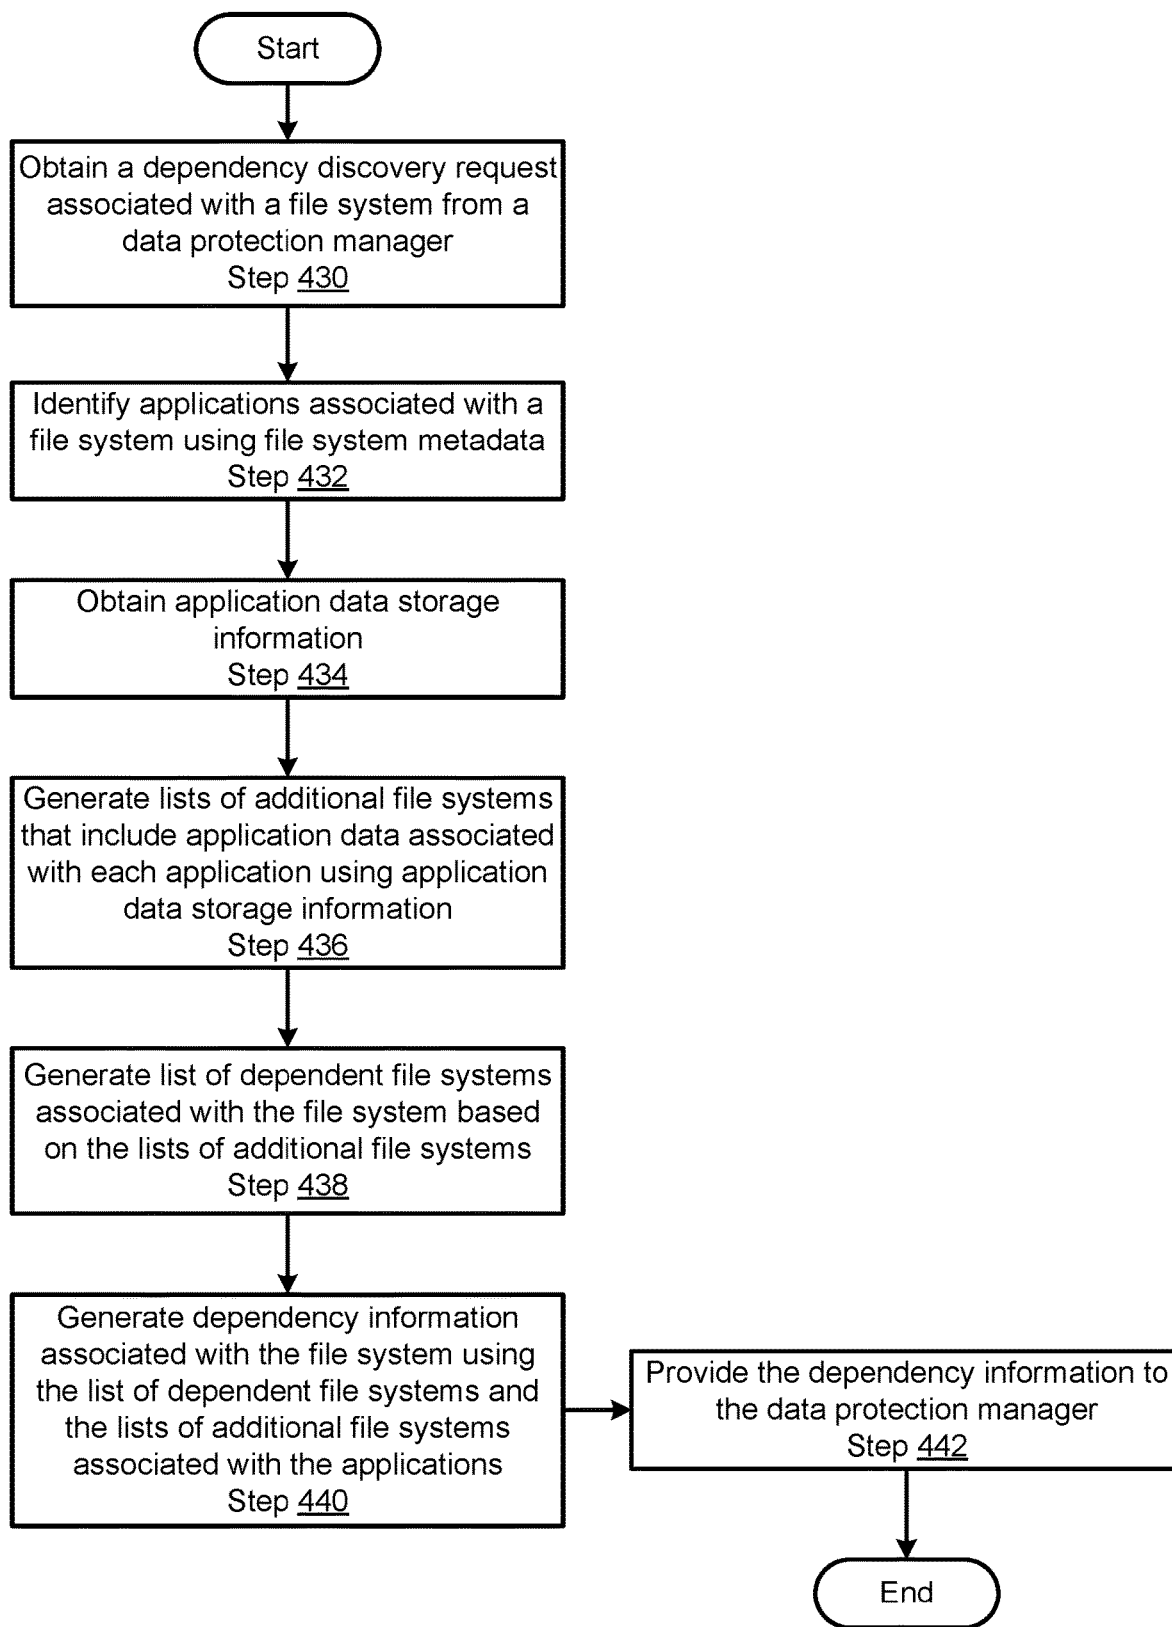 Start
Obtain a dependency discovery request
associated with a file system from a
data protection manager
Step 430
Identify applications associated with a
file system using file system metadata
Step 432
Obtain application data storage
information
Step 434
Generate lists of additional file systems
that include application data associated
with each application using application
data storage information
Step 436
Generate list of dependent file systems
associated with the file system based
on the lists of additional file systems
Step 438
Generate dependency information
associated with the file system using
the list of dependent file systems and
the lists of additional file systems
associated with the applications
Step 440
Provide the dependency information to
the data protection manager
Step 442
End